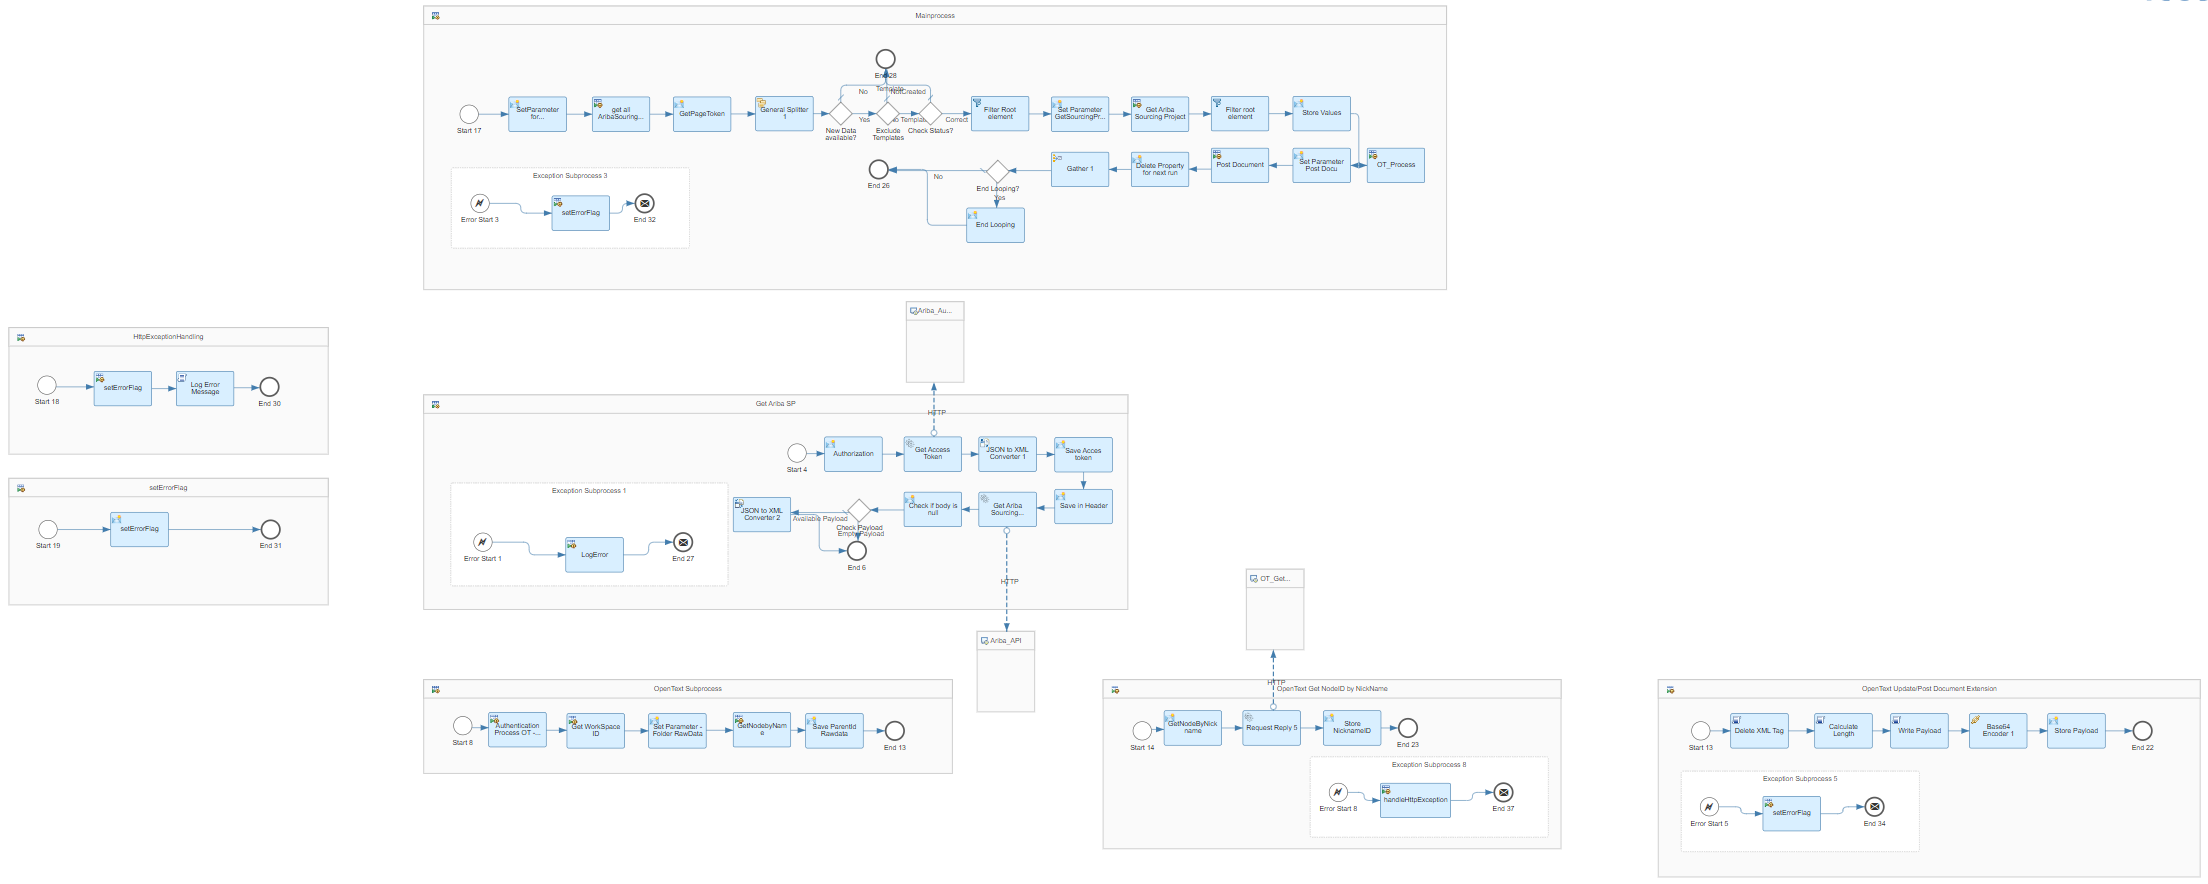 Mainprocess
End 28
Template
No
NotCreated
SetParameter
for...
get all
AribaSouring...
GetPageToken
General Splitter
1
Start 17
New Data
available?
Yes
Exclude
Templates
No Template
Check Status?
Correct
Filter Root
element
Set Parameter
GetSourcingPr...
Get Ariba
Sourcing Project
Filter root
element
Store Values
OT_Process
Set Parameter
Post Docu
Post Document
Delete Property
for next run
Gather 1
End Looping?
No
Yes
End 26
End Looping
Exception Subprocess 3
Error Start 3
setErrorFlag
End 32
HttpExceptionHandling
Start 18
setErrorFlag
Log Error
Message
End 30
setErrorFlag
Start 19
setErrorFlag
End 31
Ariba_Au...
HTTP
Get Ariba SP
Start 4
Authorization
Get Access
Token
JSON to XML
Converter 1
Save Acces
token
Save in Header
Get Ariba
Sourcing...
Check if body is
null
Check Payload
Available Payload
Empty Payload
JSON to XML
Converter 2
End 6
Exception Subprocess 1
Error Start 1
LogError
End 27
HTTP
Ariba_API
OT_Get...
HTTP
OpenText Subprocess
Start 8
Authentication
Process OT -...
Get WorkSpace
ID
Set Parameter -
Folder RawData
GetNodebyNam
e
Save ParentId
Rawdata
End 13
OpenText Get NodeID by NickName
Start 14
GetNodeByNick
name
Request Reply 5
Store
NicknameID
End 23
Exception Subprocess 8
Error Start 8
handleHttpException
End 37
OpenText Update/Post Document Extension
Start 13
Delete XML Tag
Calculate
Length
Write Payload
Base64
Encoder 1
Store Payload
End 22
Exception Subprocess 5
Error Start 5
setErrorFlag
End 34